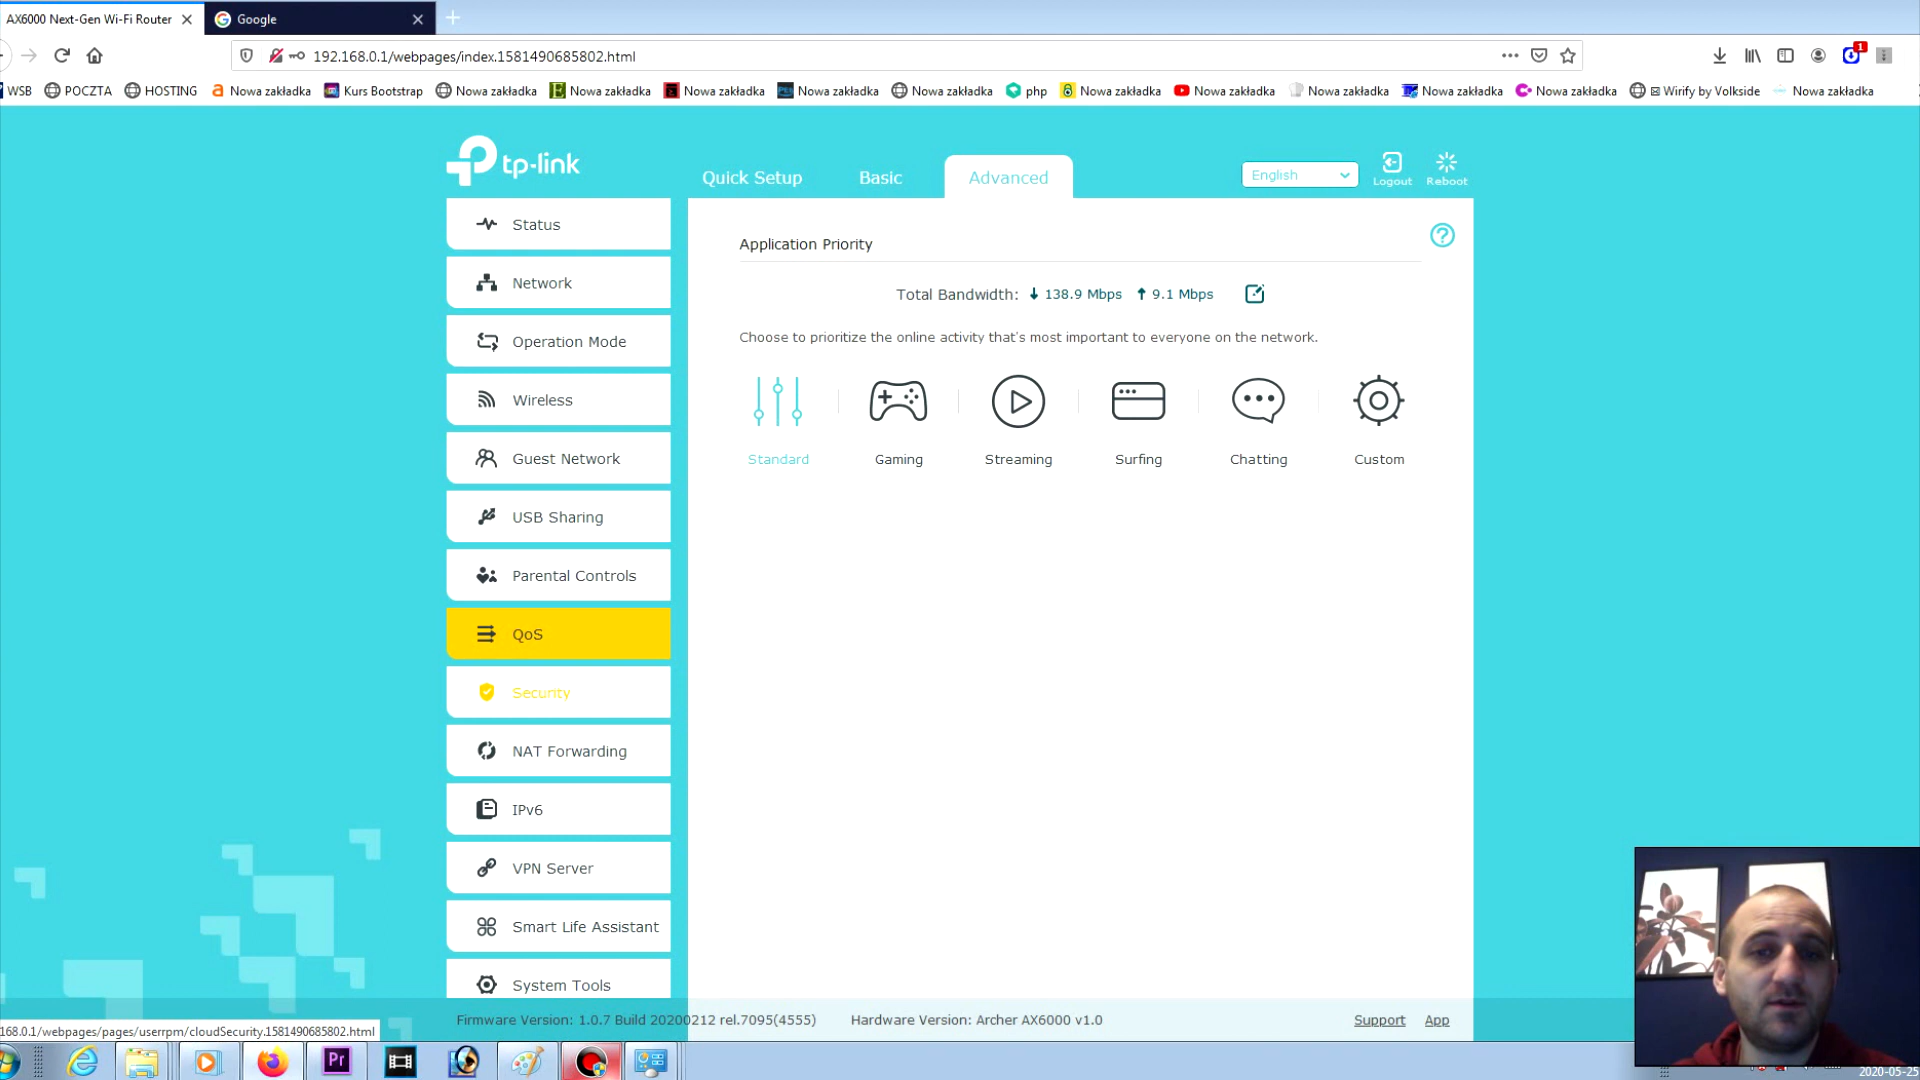 AX6000 Next-Gen Wi-Fi Router
Google
192.168.0.1/webpages/index.1581490685802.html
1
WSB
POCZTA
HOSTING
Nowa zakładka
Kurs Bootstrap
Nowa zakładka
Nowa zakładka
Nowa zakładka
Nowa zakładka
Nowa zakładka
php
Nowa zakładka
Nowa zakładka
Nowa zakładka
Nowa zakładka
Nowa zakładka
Wirify by Volkside
Nowa zakładka
tp-link
Quick Setup
Basic
Advanced
English
Logout
Reboot
Status
Network
Operation Mode
Wireless
Guest Network
USB Sharing
Parental Controls
QoS
Security
NAT Forwarding
IPv6
VPN Server
Smart Life Assistant
System Tools
Application Priority
Total Bandwidth: 138.9 Mbps 9.1 Mbps
Choose to prioritize the online activity that's most important to everyone on the network.
Standard
Gaming
Streaming
Surfing
Chatting
Custom
Firmware Version: 1.0.7 Build 20200212 rel.7095(4555)
Hardware Version: Archer AX6000 v1.0
Support
App
168.0.1/webpages/pages/userrpm/cloudSecurity.1581490685802.html
Pr
2020-05-25